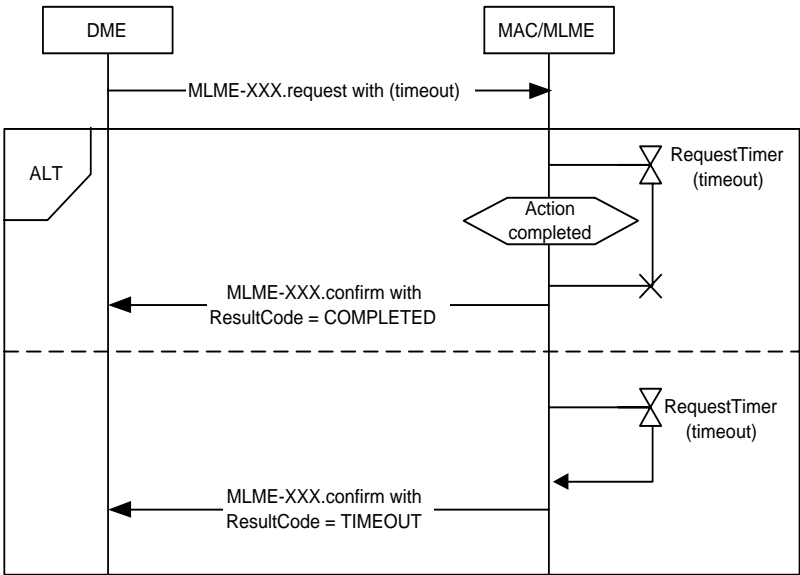 DME
MAC/MLME
MLME-XXX.request with (timeout)
ALT
RequestTimer
(timeout)
Action
completed
MLME-XXX.confirm with
ResultCode = COMPLETED
RequestTimer
(timeout)
MLME-XXX.confirm with
ResultCode = TIMEOUT